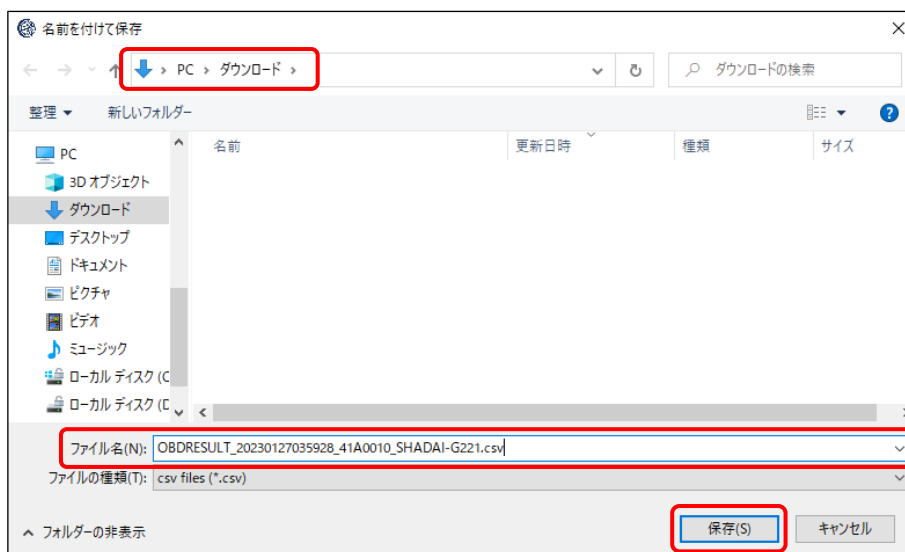 名前を付けて保存
PC › ダウンロード ›
ダウンロードの検索
整理 新しいフォルダー
名前 更新日時 種類 サイズ
PC
3D オブジェクト
ダウンロード
デスクトップ
ドキュメント
ピクチャ
ビデオ
ミュージック
ローカル ディスク (C
ローカル ディスク (D
ファイル名(N): OBDRESULT_20230127035928_41A0010_SHADAI-G221.csv
ファイルの種類(T): csv files (*.csv)
フォルダーの非表示 保存(S) キャンセル